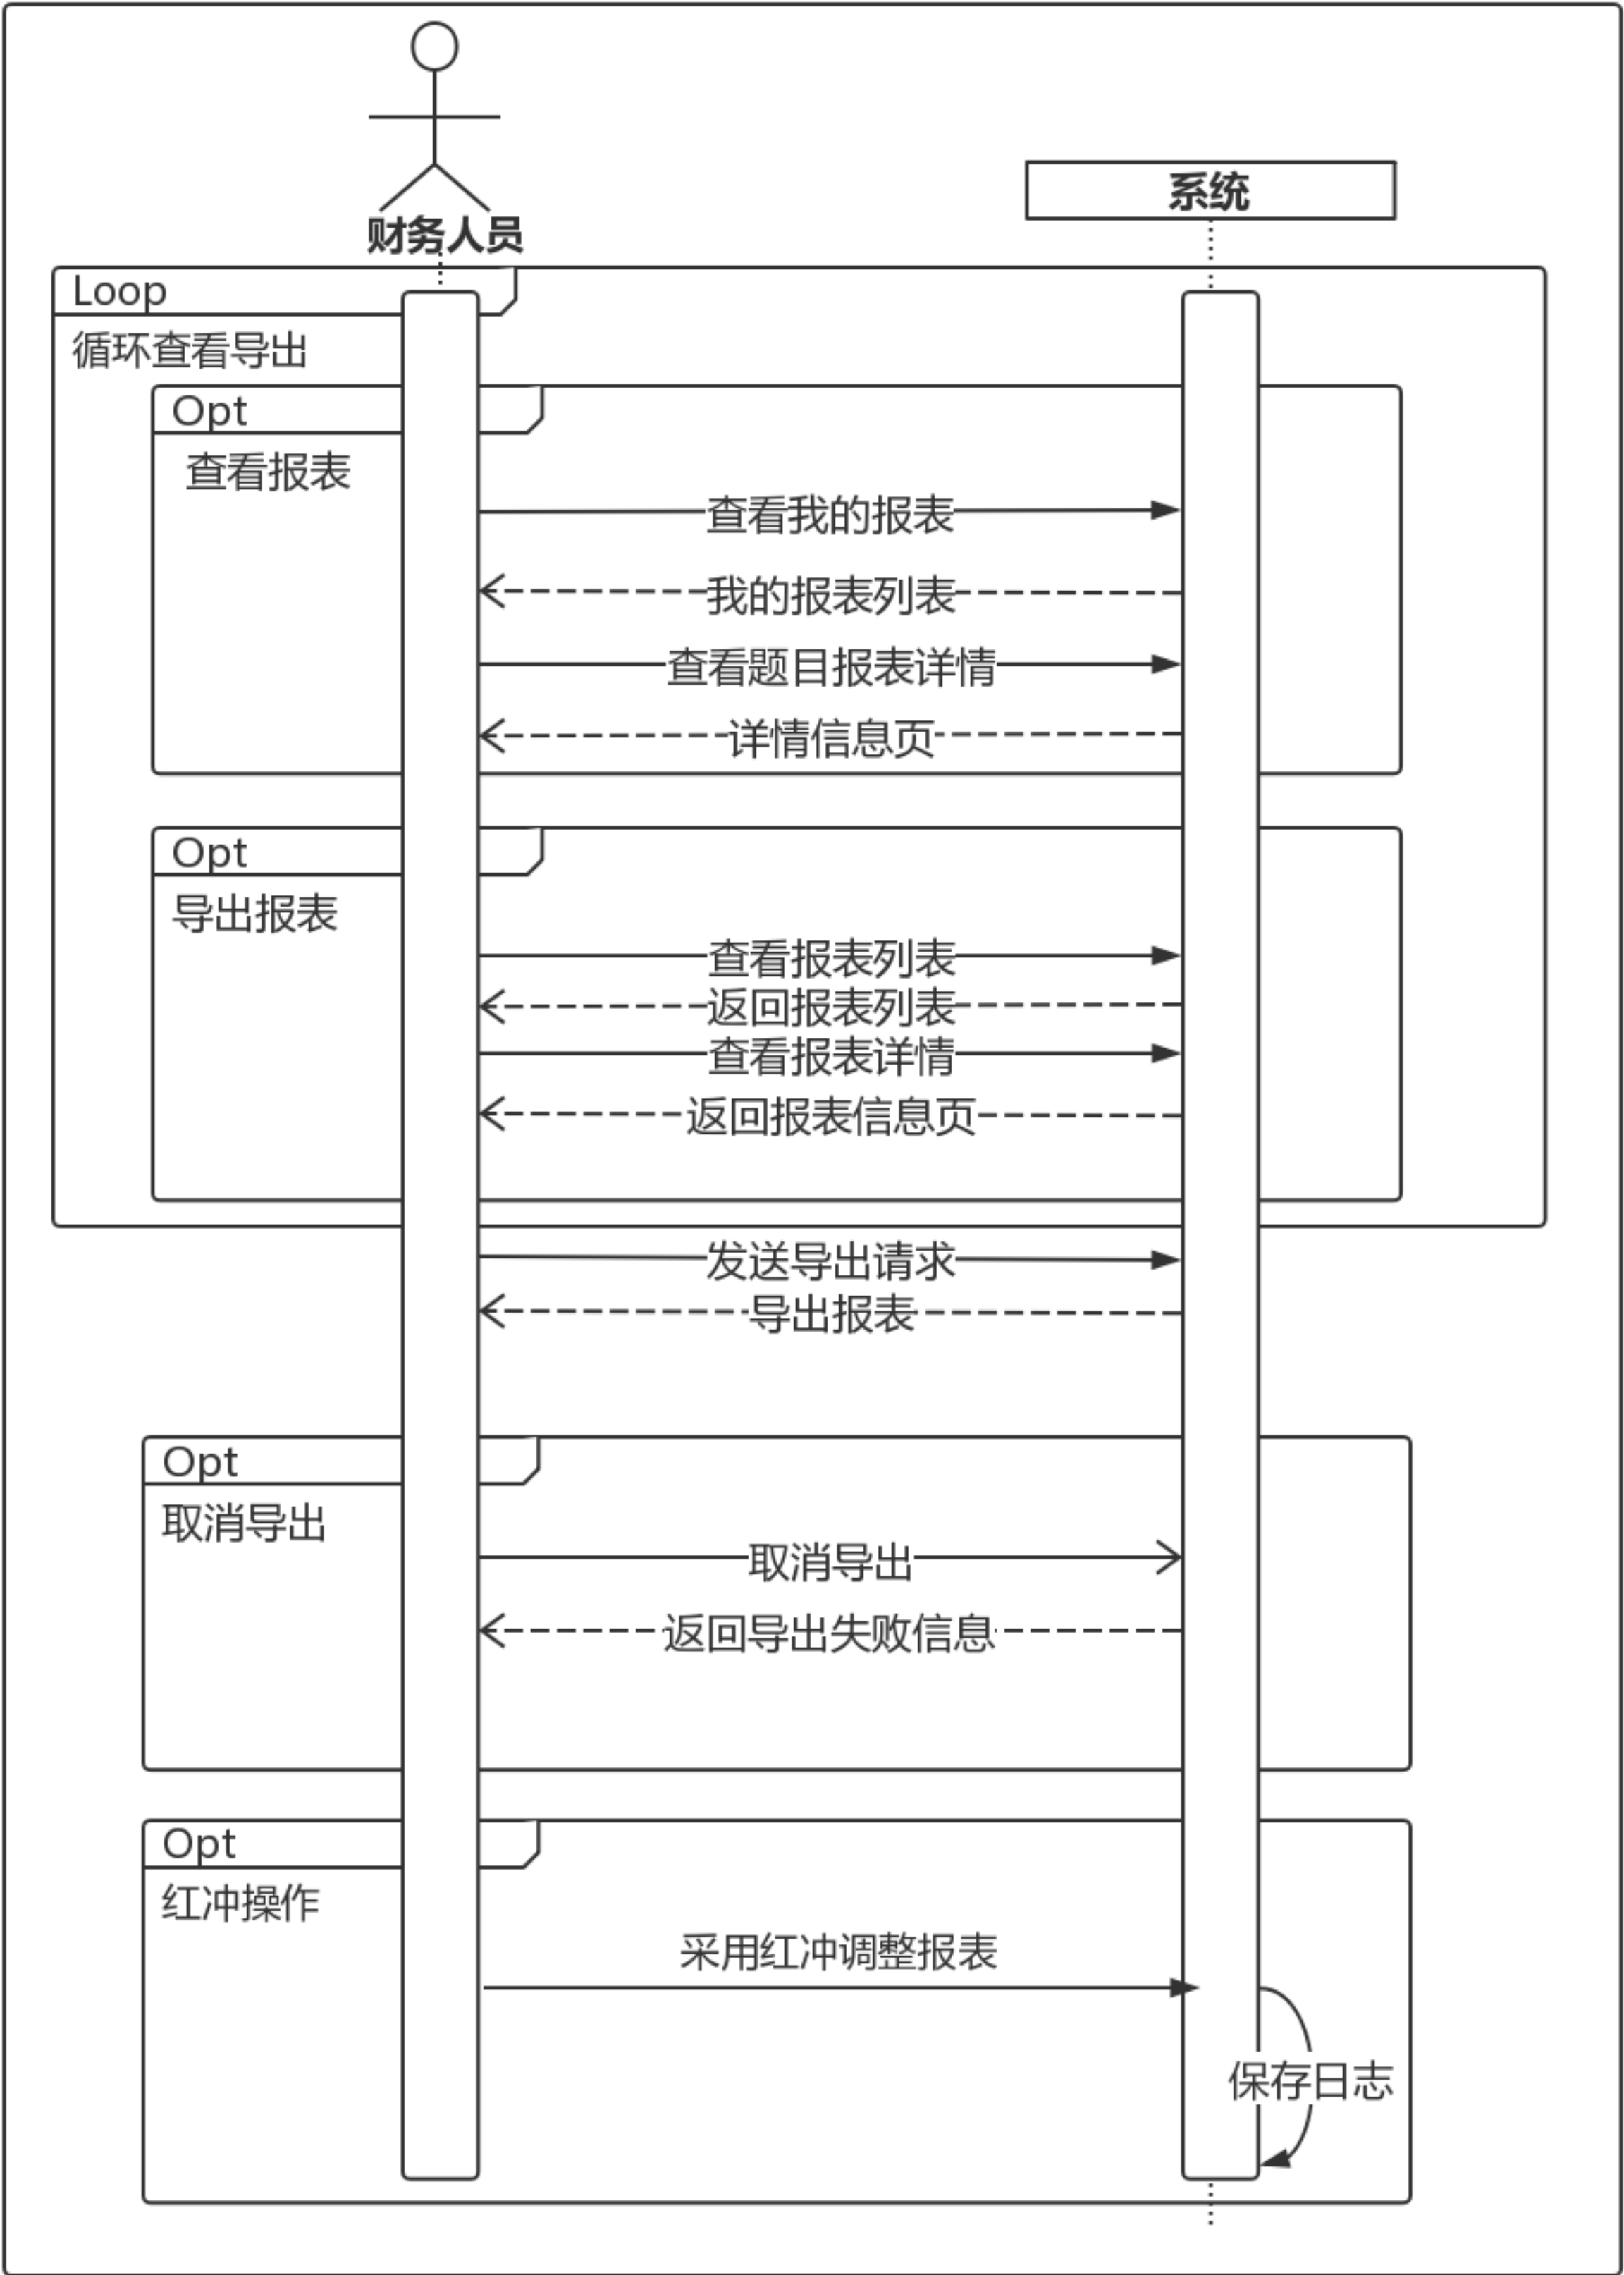 财务人员
系统
Loop
循环查看导出
Opt
查看报表
查看我的报表
我的报表列表
查看题目报表详情
详情信息页
Opt
导出报表
查看报表列表
返回报表列表
查看报表详情
返回报表信息页
发送导出请求
导出报表
Opt
取消导出
取消导出
返回导出失败信息
Opt
红冲操作
采用红冲调整报表
保存日志